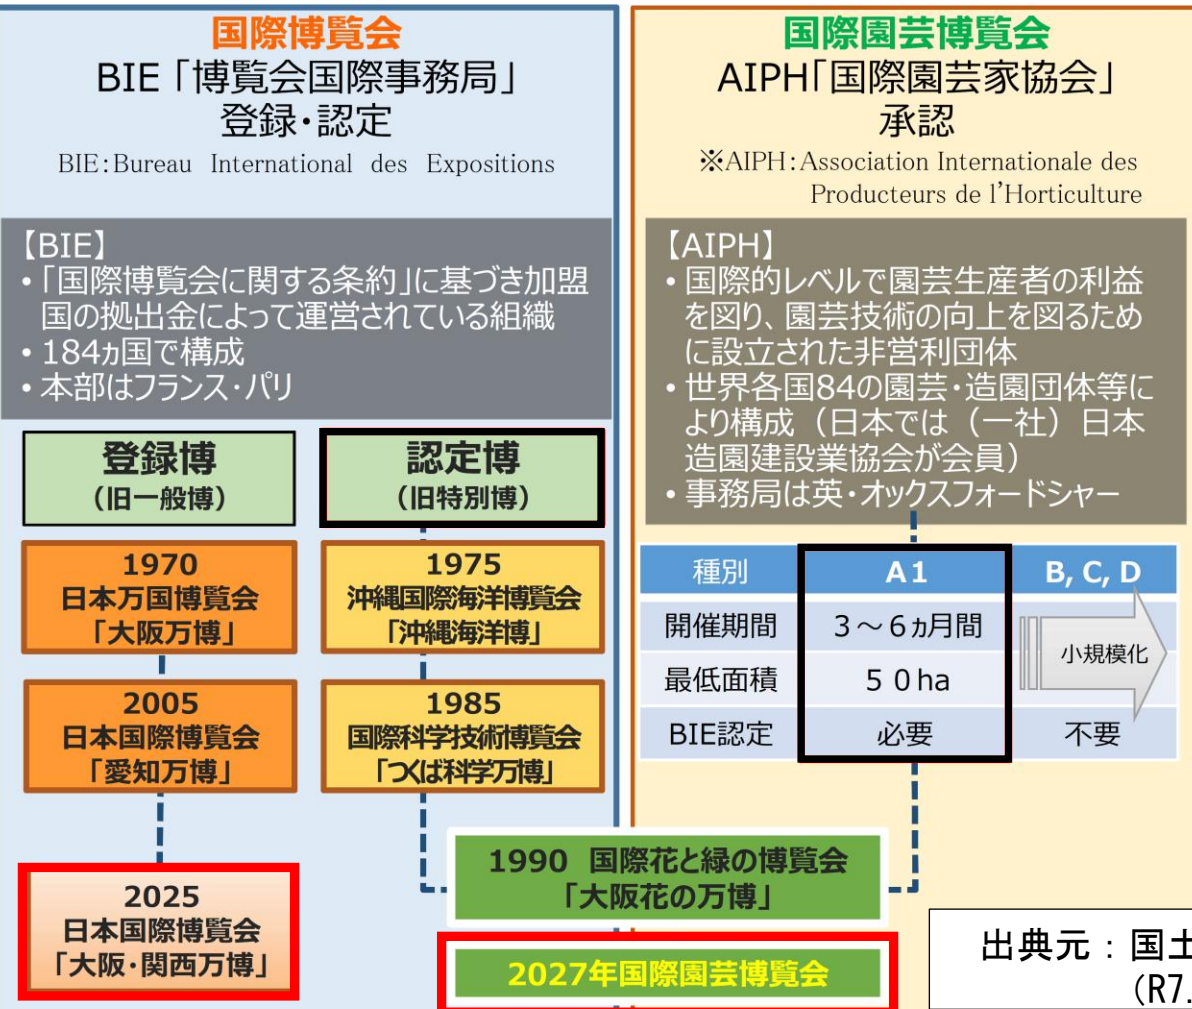 国際博覧会
BIE「博覧会国際事務局」
登録・認定
BIE:Bureau International des Expositions
【BIE】
・「国際博覧会に関する条約」に基づき加盟
国の拠出金によって運営されている組織
・184ヵ国で構成
・本部はフランス・パリ
登録博
（旧一般博）
認定博
（旧特別博）
1970
日本万国博覧会
「大阪万博」
1975
沖縄国際海洋博覧会
「沖縄海洋博」
2005
日本国際博覧会
「愛知万博」
1985
国際科学技術博覧会
「つくば科学万博」
2025
日本国際博覧会
「大阪・関西万博」
国際園芸博覧会
AIPH「国際園芸家協会」
承認
※AIPH:Association Internationale des
Producteurs de l’Horticulture
【AIPH】
・国際的レベルで園芸生産者の利益
を図り、園芸技術の向上を図るため
に設立された非営利団体
・世界各国84の園芸・造園団体等に
より構成（日本では（一社）日本
造園建設業協会が会員）
・事務局は英・オックスフォードシャー
種別 A1 B, C, D
開催期間 3～6ヵ月間
小規模化
最低面積 50ha
BIE認定 必要 不要
1990 国際花と緑の博覧会
「大阪花の万博」
2027年国際園芸博覧会
出典元：国土
(R7.